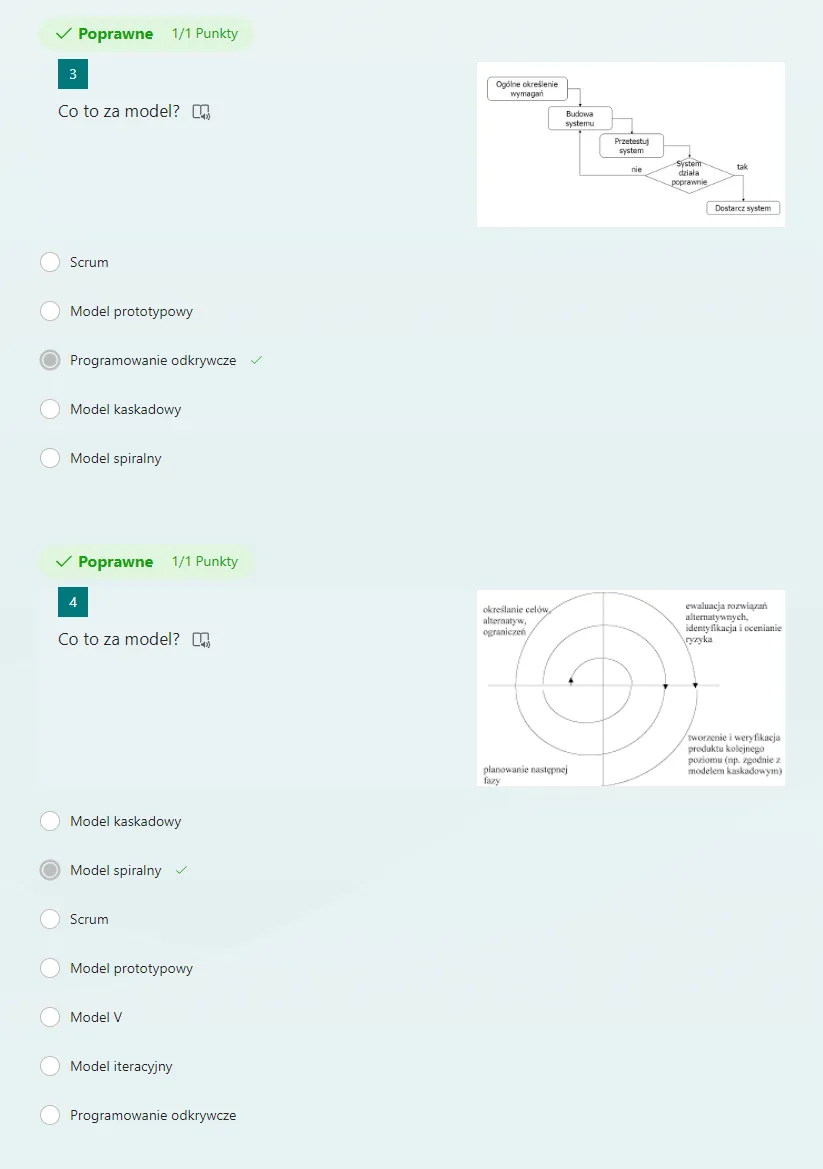 Poprawne 1/1 Punkty
3
Co to za model?
Ogólne określenie
wymagań
Budowa
systemu
Przetestuj
system
System
działa
poprawnie
nie
tak
Dostarcz system
Scrum
Model prototypowy
Programowanie odkrywcze
Model kaskadowy
Model spiralny
Poprawne 1/1 Punkty
4
Co to za model?
określanie celów,
alternatyw,
ograniczeń
ewaluacja rozwiązań
alternatywnych,
identyfikacja i ocenianie
ryzyka
planowanie następnej
fazy
tworzenie i weryfikacja
produktu kolejnego
poziomu (np. zgodnie z
modelem kaskadowym)
Model kaskadowy
Model spiralny
Scrum
Model prototypowy
Model V
Model iteracyjny
Programowanie odkrywcze